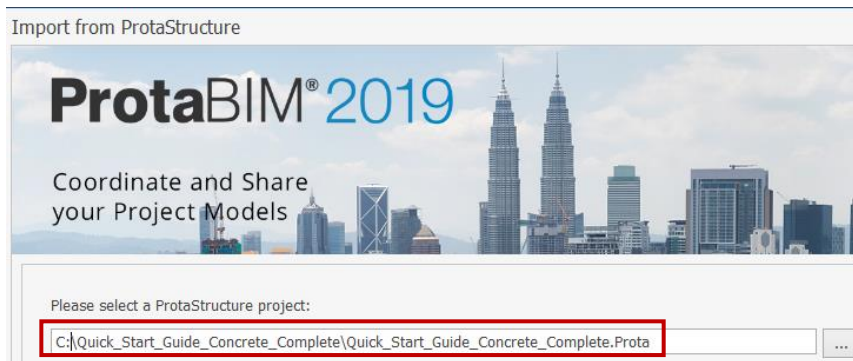 Import from ProtaStructure
ProtaBIM® 2019
Coordinate and Share
your Project Models
Please select a ProtaStructure project:
C:\Quick_Start_Guide_Concrete_Complete\Quick_Start_Guide_Concrete_Complete.Prota
...